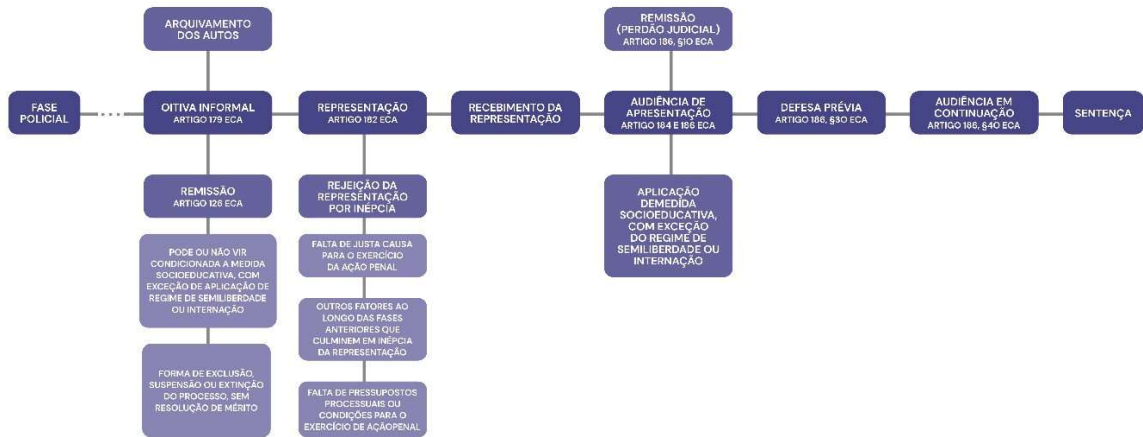 ARQUIVAMENTO
DOS AUTOS
REMISSÃO
(PERDÃO JUDICIAL)
ARTIGO 186, §10 ECA
FASE
POLICIAL
OITIVA INFORMAL
ARTIGO 179 ECA
REPRESENTAÇÃO
ARTIGO 182 ECA
RECEBIMENTO DA
REPRESENTAÇÃO
AUDIÊNCIA DE
APRESENTAÇÃO
ARTIGO 184 E 186 ECA
DEFESA PRÉVIA
ARTIGO 186, §3O ECA
AUDIÊNCIA EM
CONTINUAÇÃO
ARTIGO 186, §4O ECA
SENTENÇA
REMISSÃO
ARTIGO 126 ECA
PODE OU NÃO VIR
CONDICIONADA A MEDIDA
SOCIOEDUCATIVA, COM
EXCEÇÃO DE APLICAÇÃO DE
REGIME DE SEMILIBERDADE
OU INTERNAÇÃO
FORMA DE EXCLUSÃO,
SUSPENSÃO OU EXTINÇÃO
DO PROCESSO, SEM
RESOLUÇÃO DE MÉRITO
REJEIÇÃO DA
REPRESENTAÇÃO
POR INÉPCIA
FALTA DE JUSTA CAUSA
PARA O EXERCÍCIO
DA AÇÃO PENAL
OUTROS FATORES AO
LONGO DAS FASES
ANTERIORES QUE
CULMINEM EM INÉPCIA
DA REPRESENTAÇÃO
FALTA DE PRESSUPOSTOS
PROCESSUAIS OU
CONDIÇÕES PARA O
EXERCÍCIO DE AÇÃOPENAL
APLICAÇÃO
DEMEDIDA
SOCIOEDUCATIVA,
COM EXCEÇÃO
DO REGIME DE
SEMILIBERDADE OU
INTERNAÇÃO